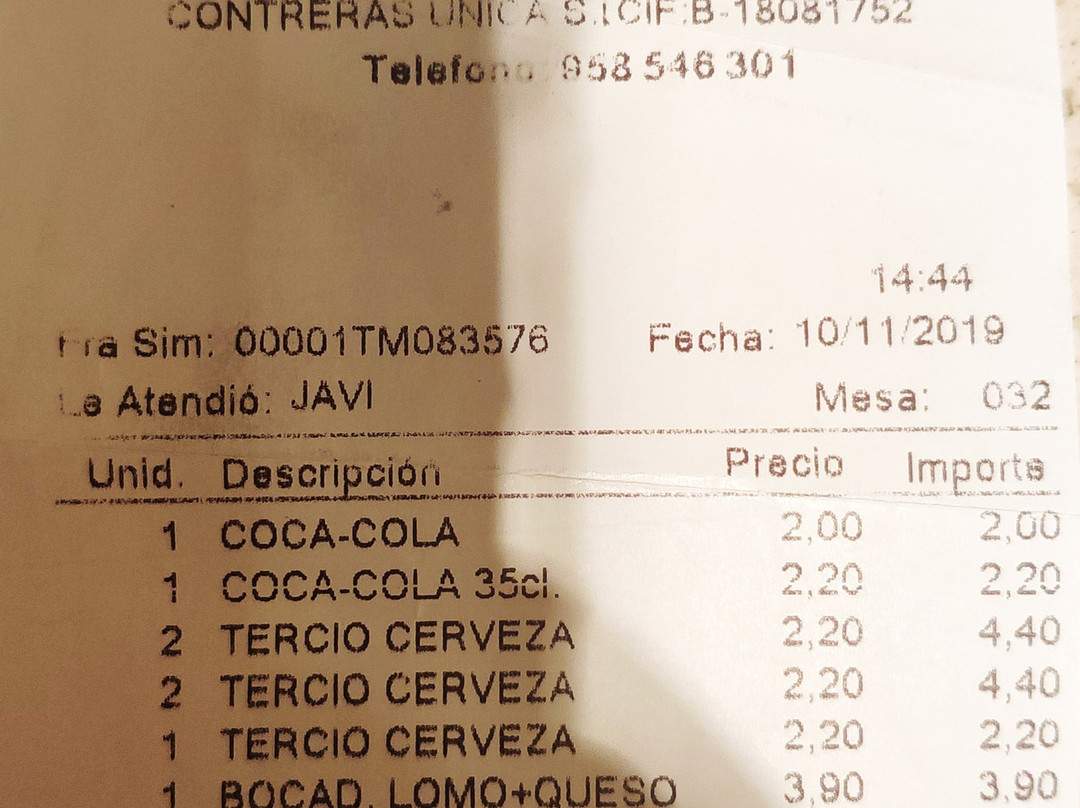 CONTRERAS UNICA S.l CIF:B-18081752
Telefono: 958 546 301
14:44
Fra Sim: 00001TM083576 Fecha: 10/11/2019
Le Atendió: JAVI Mesa: 032
Unid. Descripción Precio Importe
1 COCA-COLA 2,00 2,00
1 COCA-COLA 35cl. 2,20 2,20
2 TERCIO CERVEZA 2,20 4,40
2 TERCIO CERVEZA 2,20 4,40
1 TERCIO CERVEZA 2,20 2,20
1 BOCAD. LOMO+QUESO 3,90 3,90